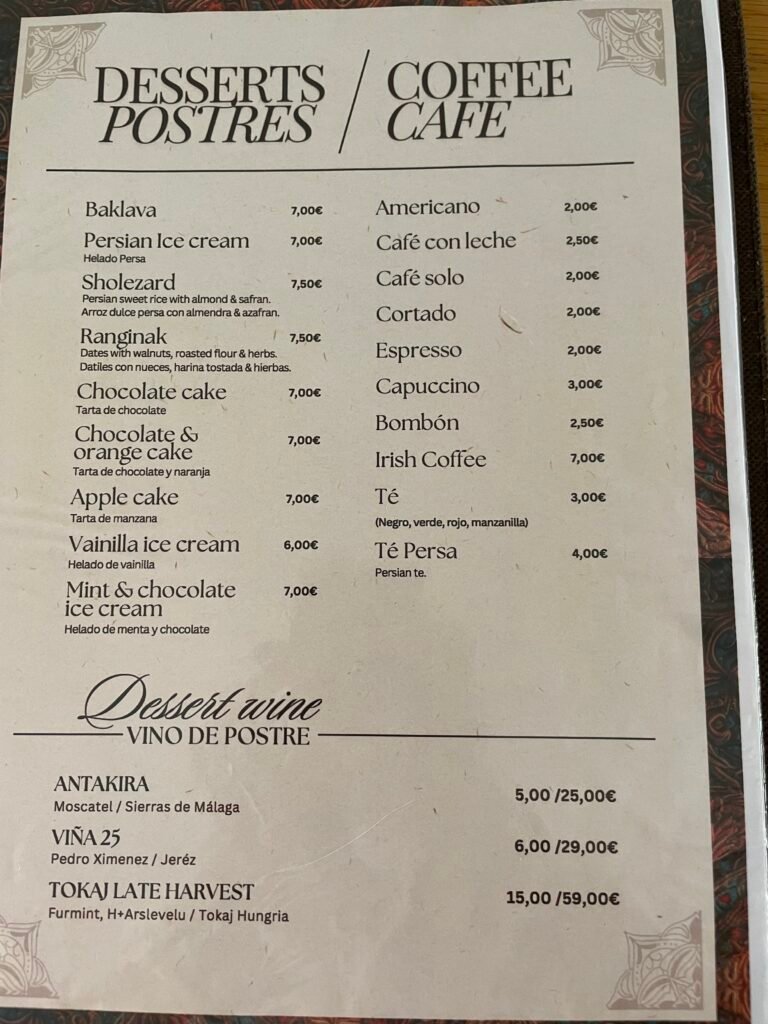 DESSERTS
POSTRES
/
COFFEE
CAFE
Baklava 7,00€
Persian Ice cream 7,00€
Helado Persa
Sholezard 7,50€
Persian sweet rice with almond & safran.
Arroz dulce persa con almendra & azafran.
Ranginak 7,50€
Dates with walnuts, roasted flour & herbs.
Datiles con nueces, harina tostada & hierbas.
Chocolate cake 7,00€
Tarta de chocolate
Chocolate &
orange cake 7,00€
Tarta de chocolate y naranja
Apple cake 7,00€
Tarta de manzana
Vainilla ice cream 6,00€
Helado de vainilla
Mint & chocolate 7,00€
ice cream
Helado de menta y chocolate
Americano 2,00€
Café con leche 2,50€
Café solo 2,00€
Cortado 2,00€
Espresso 2,00€
Capuccino 3,00€
Bombón 2,50€
Irish Coffee 7,00€
Té 3,00€
(Negro, verde, rojo, manzanilla)
Té Persa 4,00€
Persian te.
Dessert wine
VINO DE POSTRE
ANTAKIRA
Moscatel / Sierras de Málaga 5,00 /25,00€
VIÑA 25
Pedro Ximenez / Jeréz 6,00 /29,00€
TOKAJ LATE HARVEST 15,00 /59,00€
Furmint, H+Arslevelu / Tokaj Hungria